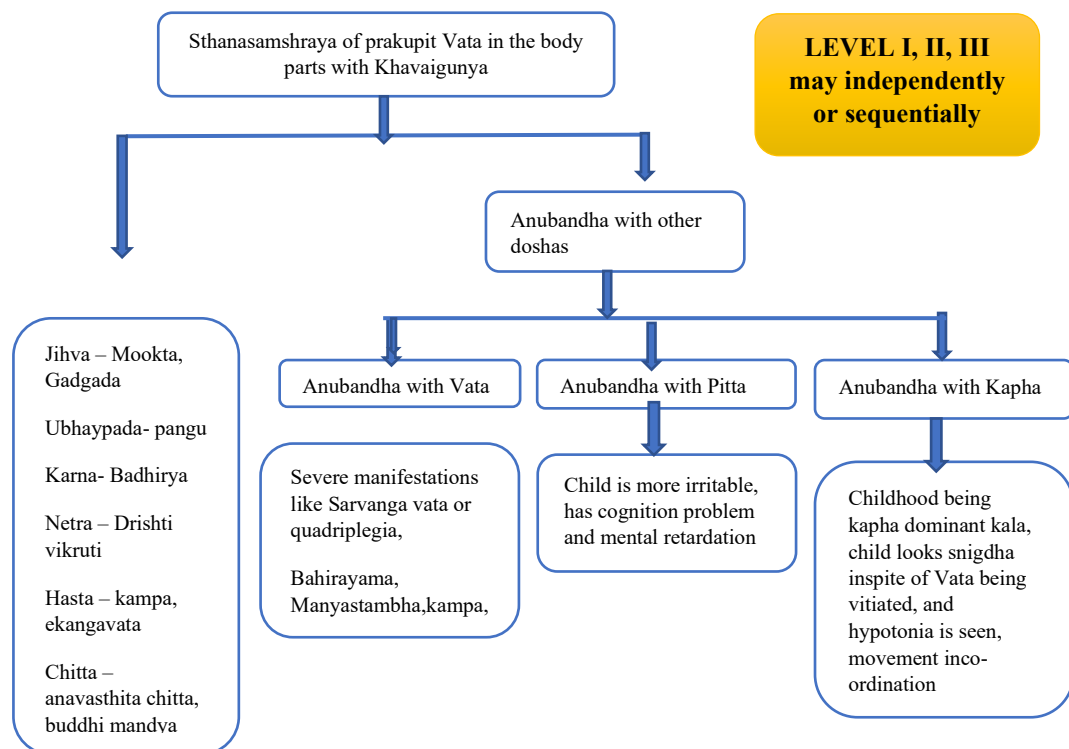 Sthanasamshraya of prakupit Vata in the body
parts with Khavaigunya
LEVEL I, II, III
may independently
or sequentially
Anubandha with other
doshas
Jihva – Mookta,
Gadgada
Ubhaypada- pangu
Karna- Badhirya
Netra – Drishti
vikruti
Hasta – kampa,
ekangavata
Chitta –
anavasthita chitta,
buddhi mandya
Anubandha with Vata
Severe manifestations
like Sarvanga vata or
quadriplegia,
Bahirayama,
Manyastambha,kampa,
Anubandha with Pitta
Child is more irritable,
has cognition problem
and mental retardation
Anubandha with Kapha
Childhood being
kapha dominant kala,
child looks snigdha
inspite of Vata being
vitiated, and
hypotonia is seen,
movement inco-
ordination